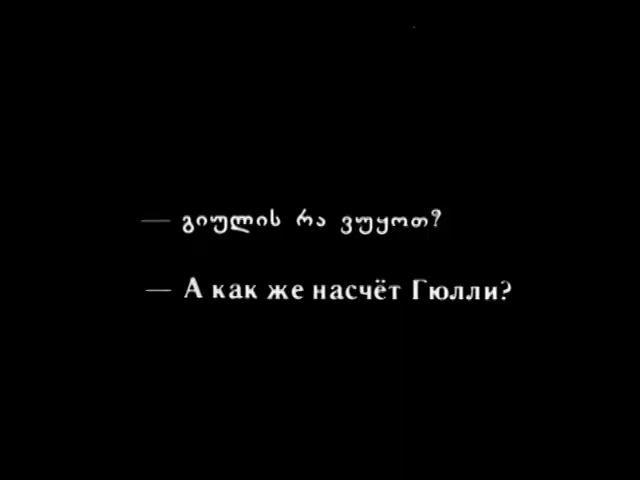 — გიულის რა ვუყოთ?
— А как же насчёт Гюлли?